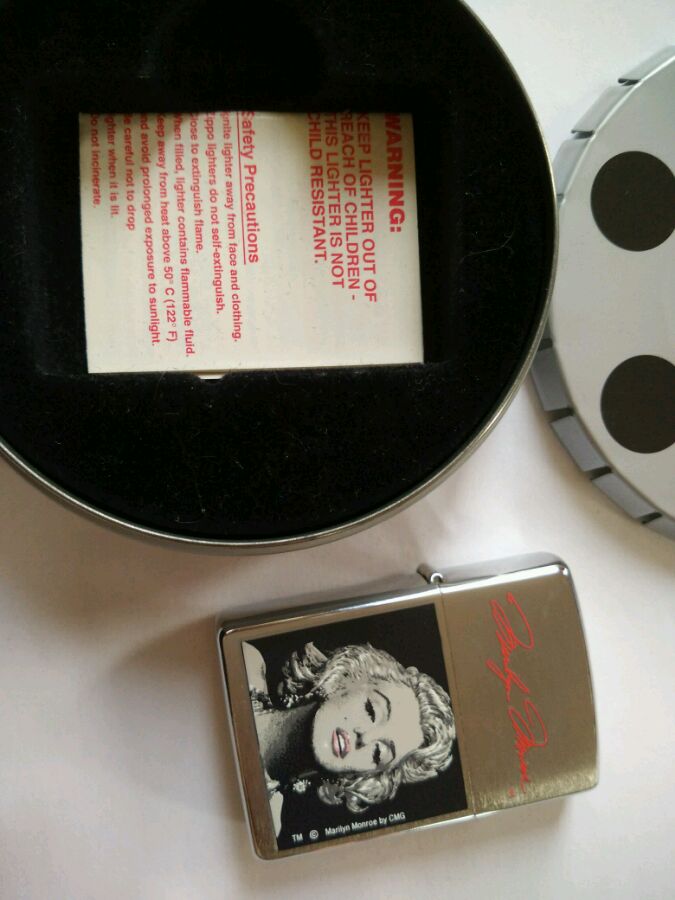 WARNING:
KEEP LIGHTER OUT OF
REACH OF CHILDREN -
THIS LIGHTER IS NOT
CHILD RESISTANT.
Safety Precautions
Ignite lighter away from face and clothing.
Zippo lighters do not self-extinguish.
Close to extinguish flame.
When filled, lighter contains flammable fluid.
Keep away from heat above 50° C (122° F)
and avoid prolonged exposure to sunlight.
Be careful not to drop
lighter when it is lit.
Do not incinerate.
Marilyn Monroe
TM © Marilyn Monroe by CMG